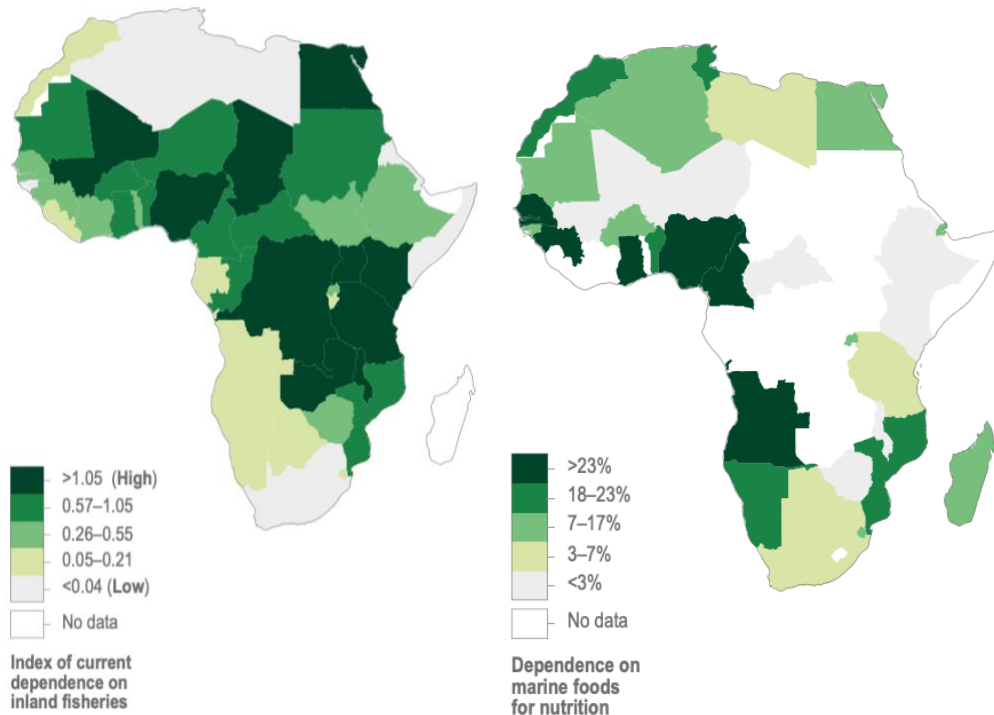 >1.05 (High)
0.57–1.05
0.26–0.55
0.05–0.21
<0.04 (Low)
No data
Index of current
dependence on
inland fisheries
>23%
18–23%
7–17%
3–7%
<3%
No data
Dependence on
marine foods
for nutrition